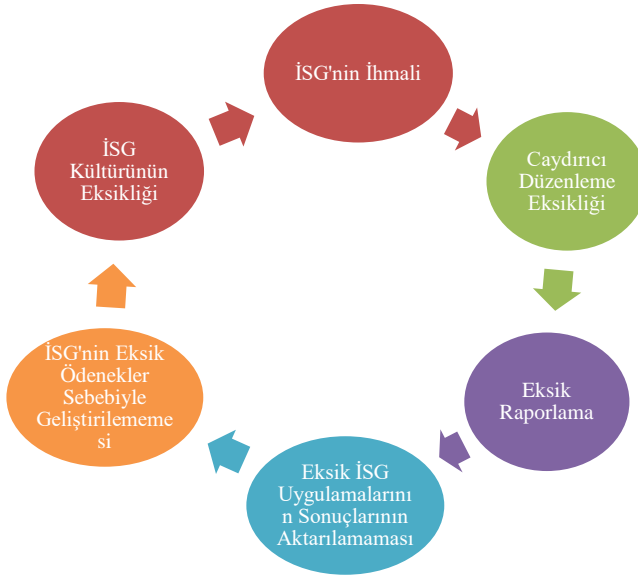 İSG'nin İhmali
Caydırıcı
Düzenleme
Eksikliği
Eksik
Raporlama
Eksik İSG
Uygulamalarını
n Sonuçlarının
Aktarılamaması
İSG'nin Eksik
Ödenekler
Sebebiyle
Geliştirilememe
si
İSG
Kültürünün
Eksikliği